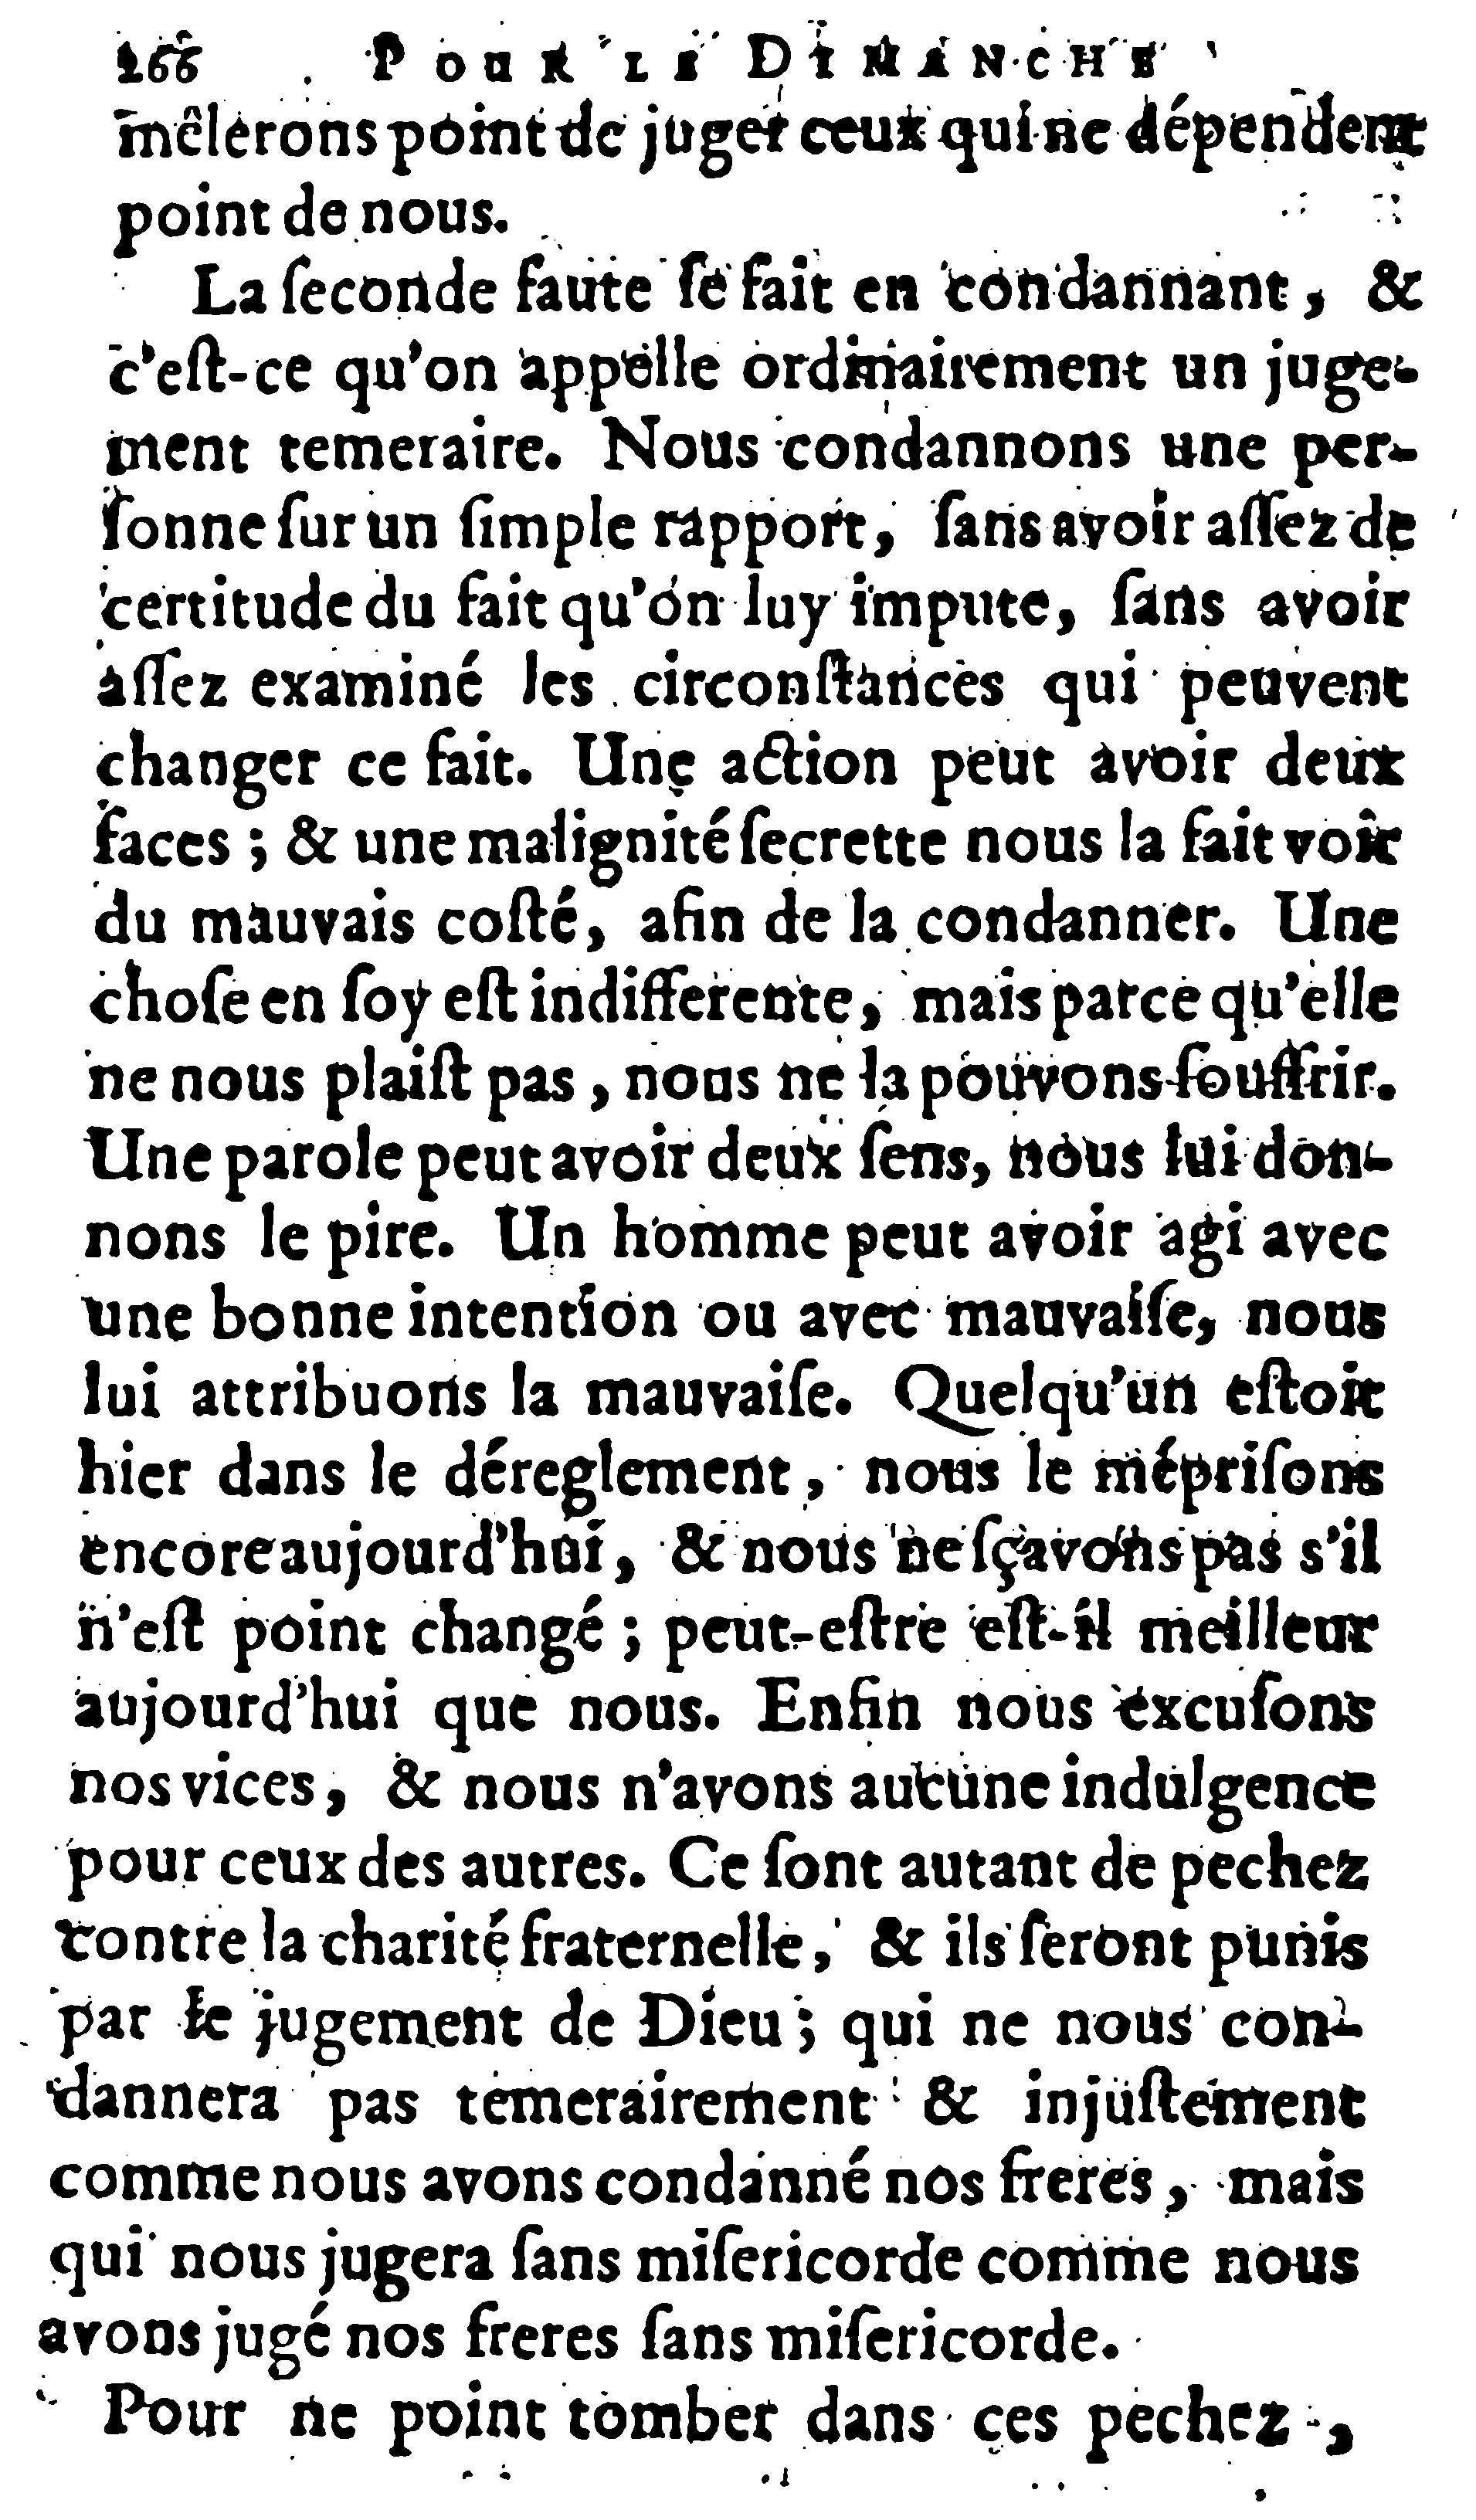 266 POUR LE DIMANCHE
mêlerons point de juger ceux qui ne dépendent
point de nous.
La ſeconde faute ſe fait en condannant, &
c'eſt-ce qu'on appelle ordinairement un juge-
ment temeraire. Nous condannons une per-
ſonne ſur un ſimple rapport, ſans avoir aſſez de
certitude du fait qu'on luy impute, ſans avoir
aſſez examiné les circonſtances qui peuvent
changer ce fait. Une action peut avoir deux
faces ; & une malignité ſecrette nous la fait voir
du mauvais coſté, afin de la condanner. Une
choſe en ſoy eſt indifferente, mais parce qu'elle
ne nous plaiſt pas, nous ne la pouvons ſouffrir.
Une parole peut avoir deux ſens, nous lui don-
nons le pire. Un homme peut avoir agi avec
une bonne intention ou avec mauvaiſe, nous
lui attribuons la mauvaiſe. Quelqu'un eſtoit
hier dans le déreglement, nous le mépriſons
encore aujourd'hui, & nous ne ſçavons pas s'il
n'eſt point changé ; peut-eſtre eſt-il meilleur
aujourd'hui que nous. Enfin nous excuſons
nos vices, & nous n'avons aucune indulgence
pour ceux des autres. Ce ſont autant de pechez
contre la charité fraternelle, & ils ſeront punis
par le jugement de Dieu ; qui ne nous con-
dannera pas temerairement & injuſtement
comme nous avons condanné nos freres, mais
qui nous jugera ſans miſericorde comme nous
avons jugé nos freres ſans miſericorde.
Pour ne point tomber dans ces pechez,